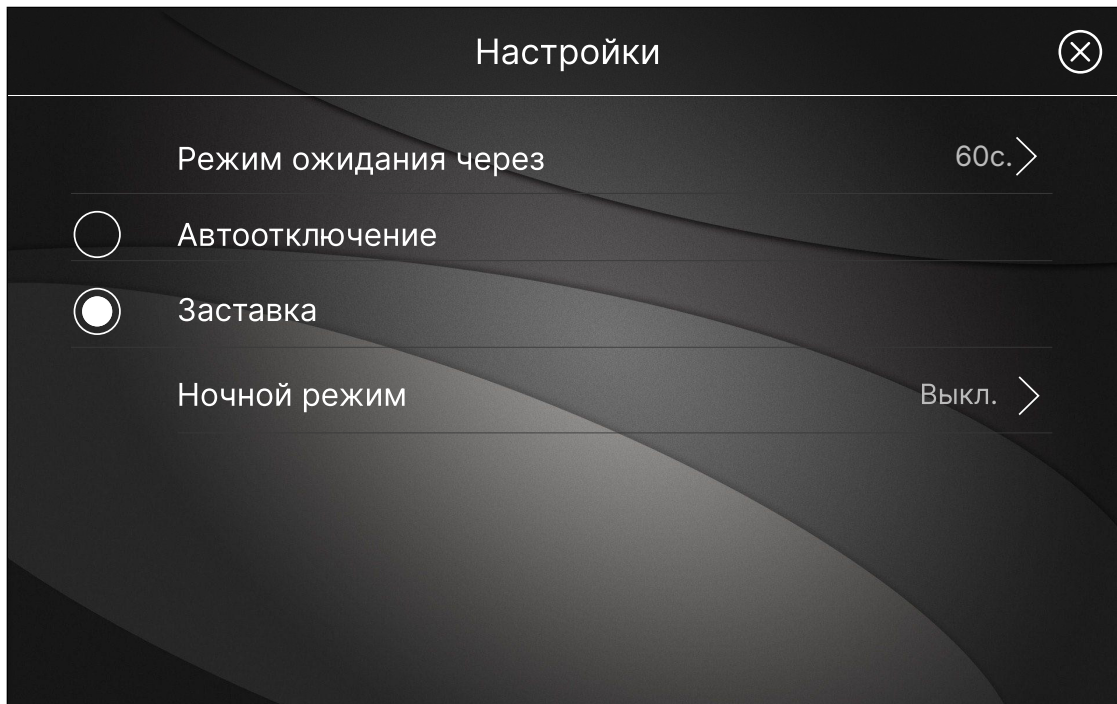 Настройки
Режим ожидания через 60с.
Автоотключение
Заставка
Ночной режим Выкл.